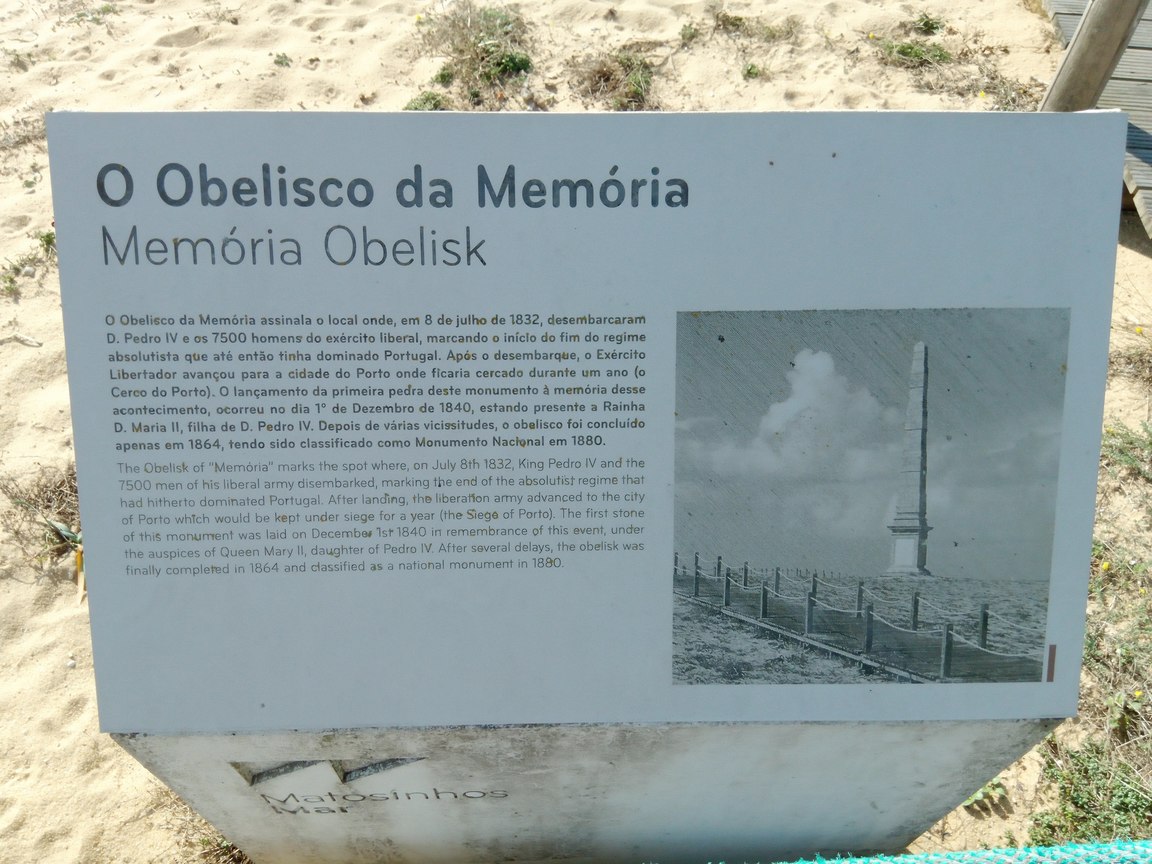 O Obelisco da Memória
Memória Obelisk
O Obelisco da Memória assinala o local onde, em 8 de julho de 1832, desembarcaram
D. Pedro IV e os 7500 homens do exército liberal, marcando o início do fim do regime
absolutista que até então tinha dominado Portugal. Após o desembarque, o Exército
Libertador avançou para a cidade do Porto onde ficaria cercado durante um ano (o
Cerco do Porto). O lançamento da primeira pedra deste monumento à memória desse
acontecimento, ocorreu no dia 1º de Dezembro de 1840, estando presente a Rainha
D. Maria II, filha de D. Pedro IV. Depois de várias vicissitudes, o obelisco foi concluído
apenas em 1864, tendo sido classificado como Monumento Nacional em 1880.
The Obelisk of "Memória" marks the spot where, on July 8th 1832, King Pedro IV and the
7500 men of his liberal army disembarked, marking the end of the absolutist regime that
had hitherto dominated Portugal. After landing, the liberation army advanced to the city
of Porto which would be kept under siege for a year (the Siege of Porto). The first stone
of this monument was laid on December 1st 1840 in remembrance of this event, under
the auspices of Queen Mary II, daughter of Pedro IV. After several delays, the obelisk was
finally completed in 1864 and classified as a national monument in 1880.
Matosinhos
Mar